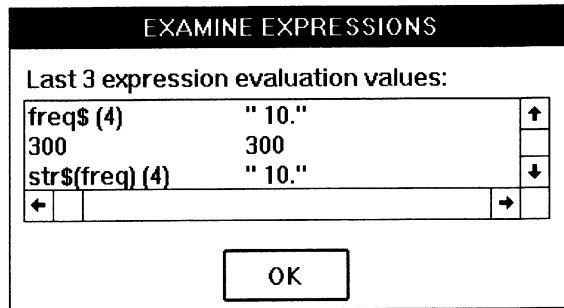 EXAMINE EXPRESSIONS
Last 3 expression evaluation values:
freq$ (4) " 10."
300 300
str$(freq) (4) " 10."
OK